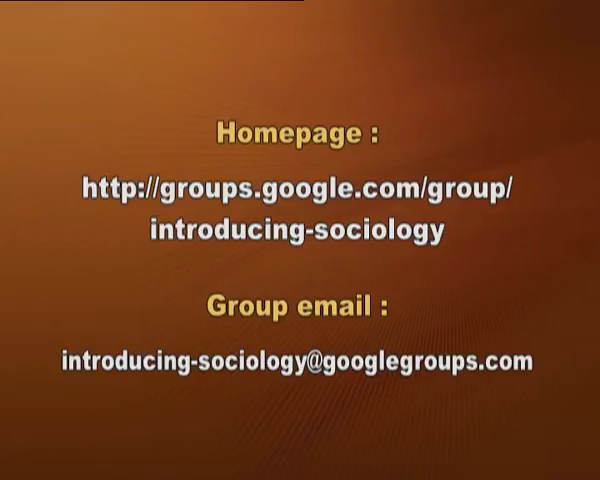 Homepage :
http://groups.google.com/group/
introducing-sociology
Group email :
introducing-sociology@googlegroups.com